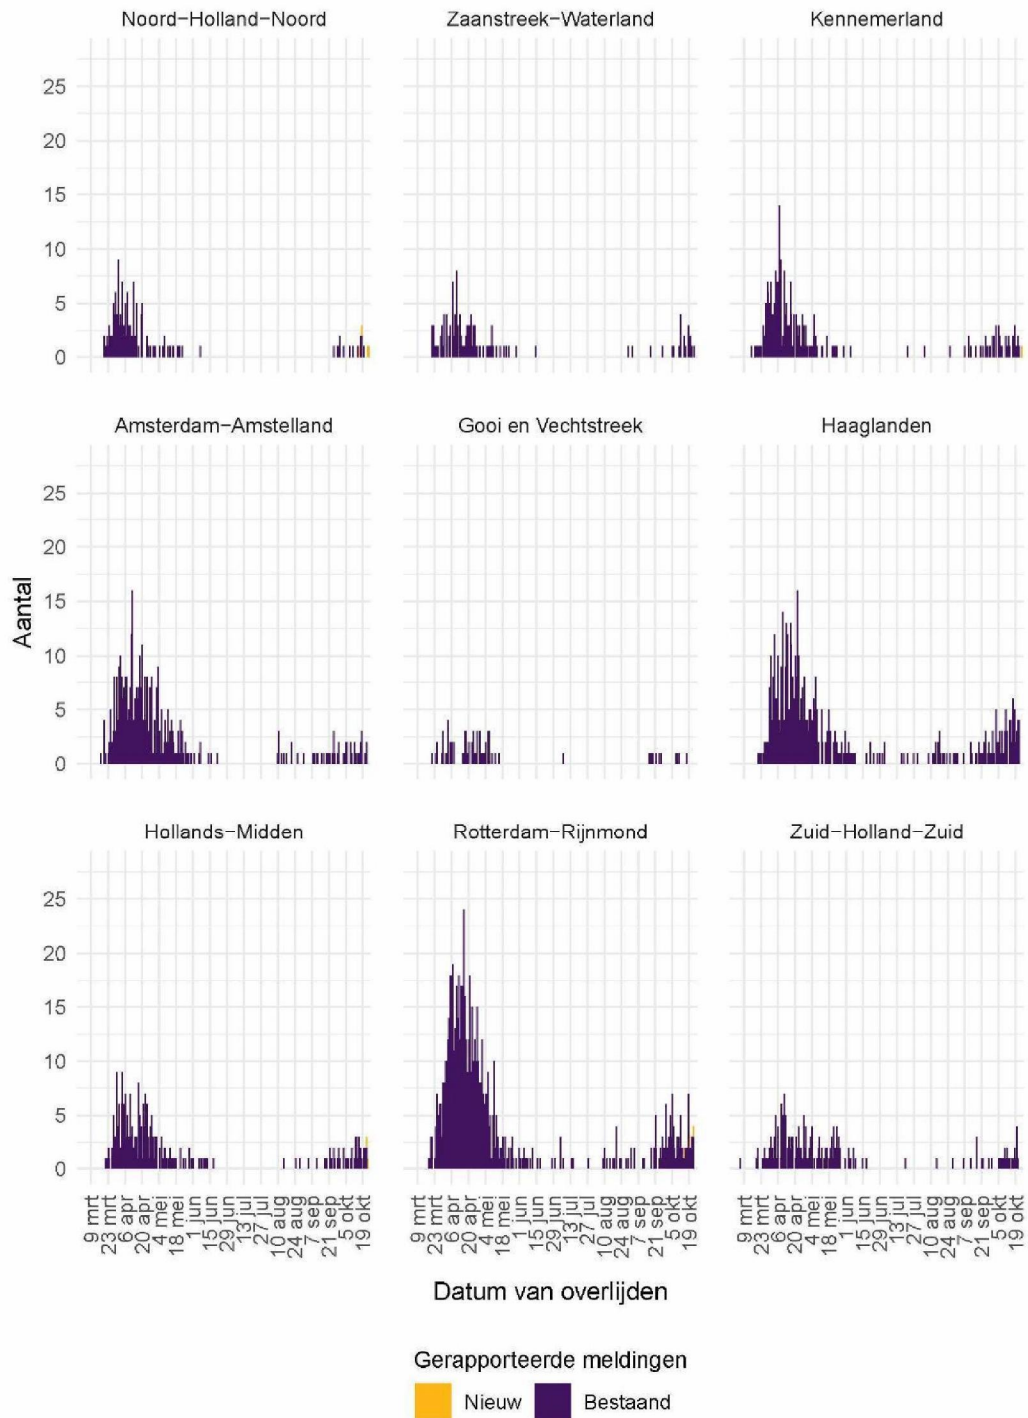 Noord-Holland-Noord
Zaanstreek-Waterland
Kennemerland
25
20
15
10
5
0
Amsterdam-Amstelland
Gooi en Vechtstreek
Haaglanden
25
20
15
10
5
0
Aantal
Hollands-Midden
Rotterdam-Rijnmond
Zuid-Holland-Zuid
25
20
15
10
5
0
9 mrt
23 mrt
6 apr
20 apr
4 mei
18 mei
1 jun
15 jun
29 jun
13 jul
27 jul
10 aug
24 aug
7 sep
21 sep
5 okt
19 okt
9 mrt
23 mrt
6 apr
20 apr
4 mei
18 mei
1 jun
15 jun
29 jun
13 jul
27 jul
10 aug
24 aug
7 sep
21 sep
5 okt
19 okt
9 mrt
23 mrt
6 apr
20 apr
4 mei
18 mei
1 jun
15 jun
29 jun
13 jul
27 jul
10 aug
24 aug
7 sep
21 sep
5 okt
19 okt
Datum van overlijden
Gerapporteerde meldingen
Nieuw
Bestaand